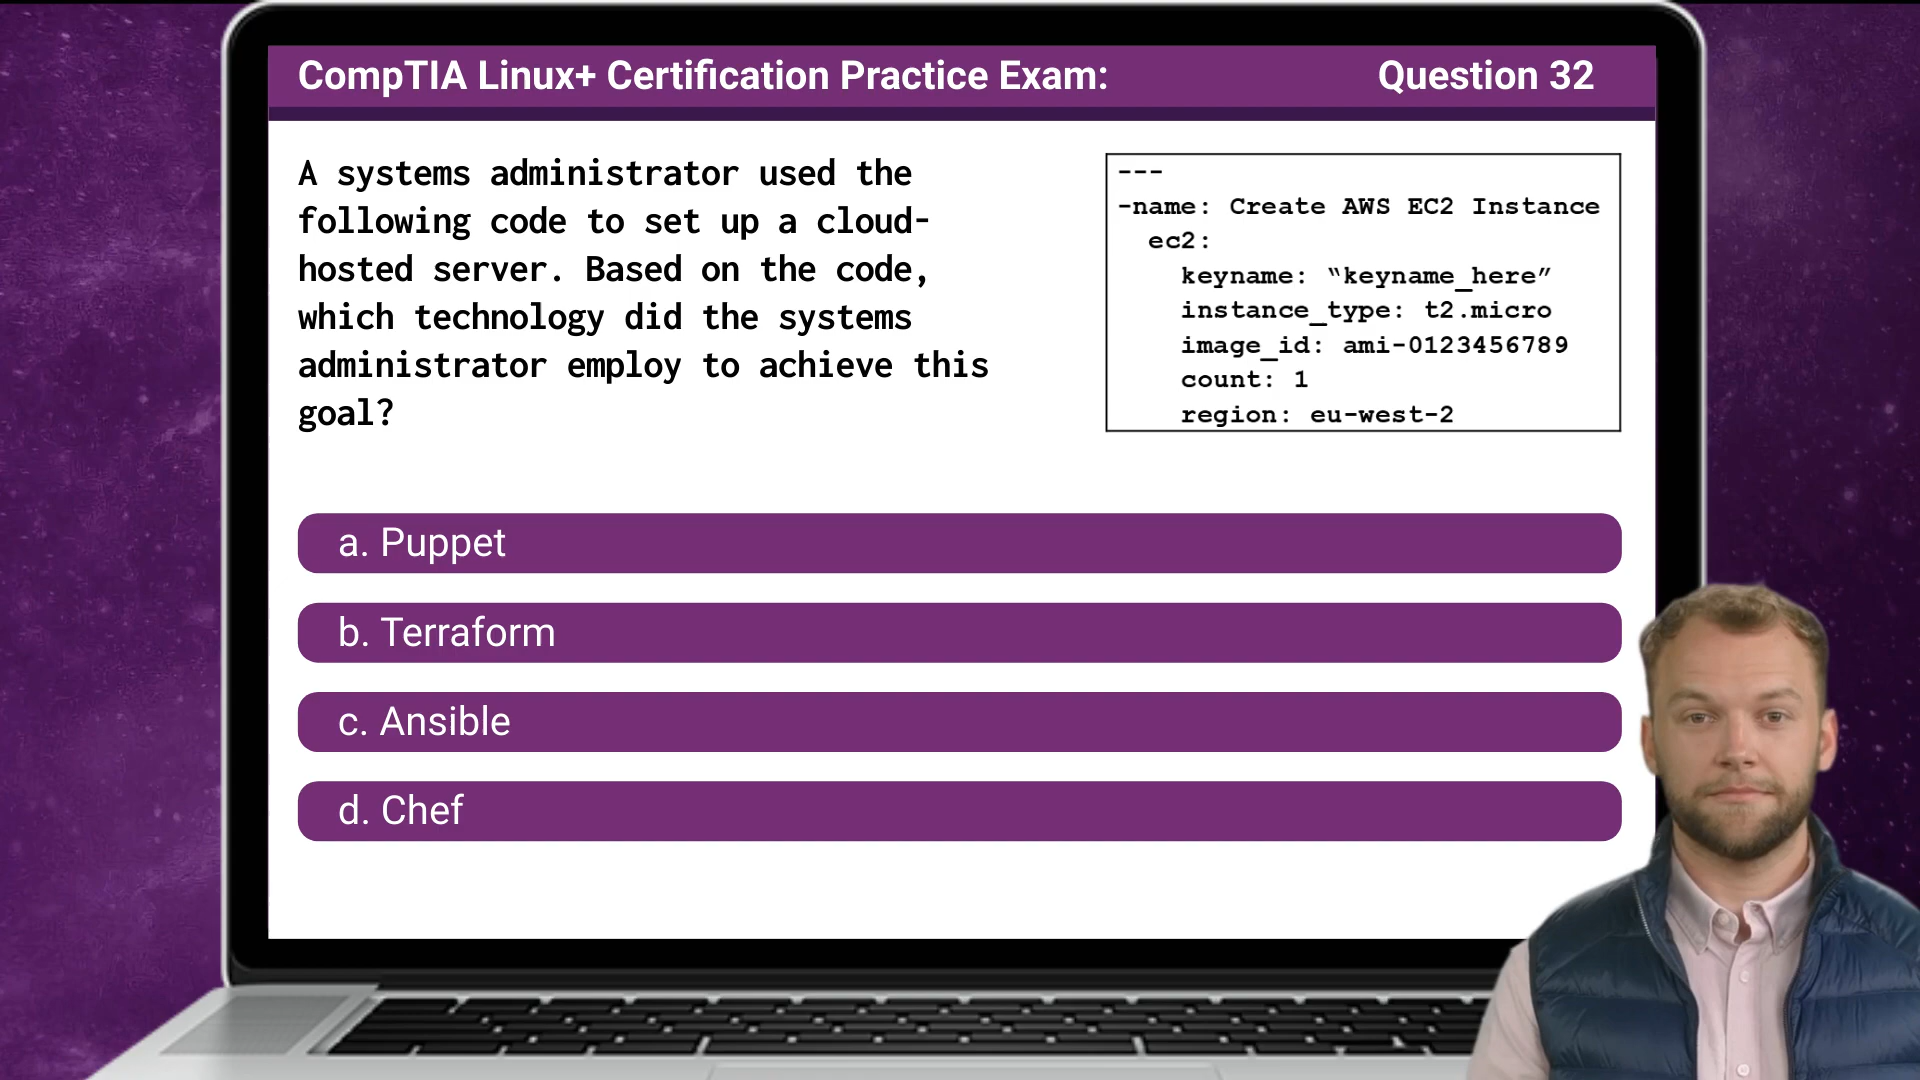 CompTIA Linux+ Certification Practice Exam: Question 32
A systems administrator used the
following code to set up a cloud-
hosted server. Based on the code,
which technology did the systems
administrator employ to achieve this
goal?
---
-name: Create AWS EC2 Instance
ec2:
keyname: “keyname_here”
instance_type: t2.micro
image_id: ami-0123456789
count: 1
region: eu-west-2
a. Puppet
b. Terraform
c. Ansible
d. Chef